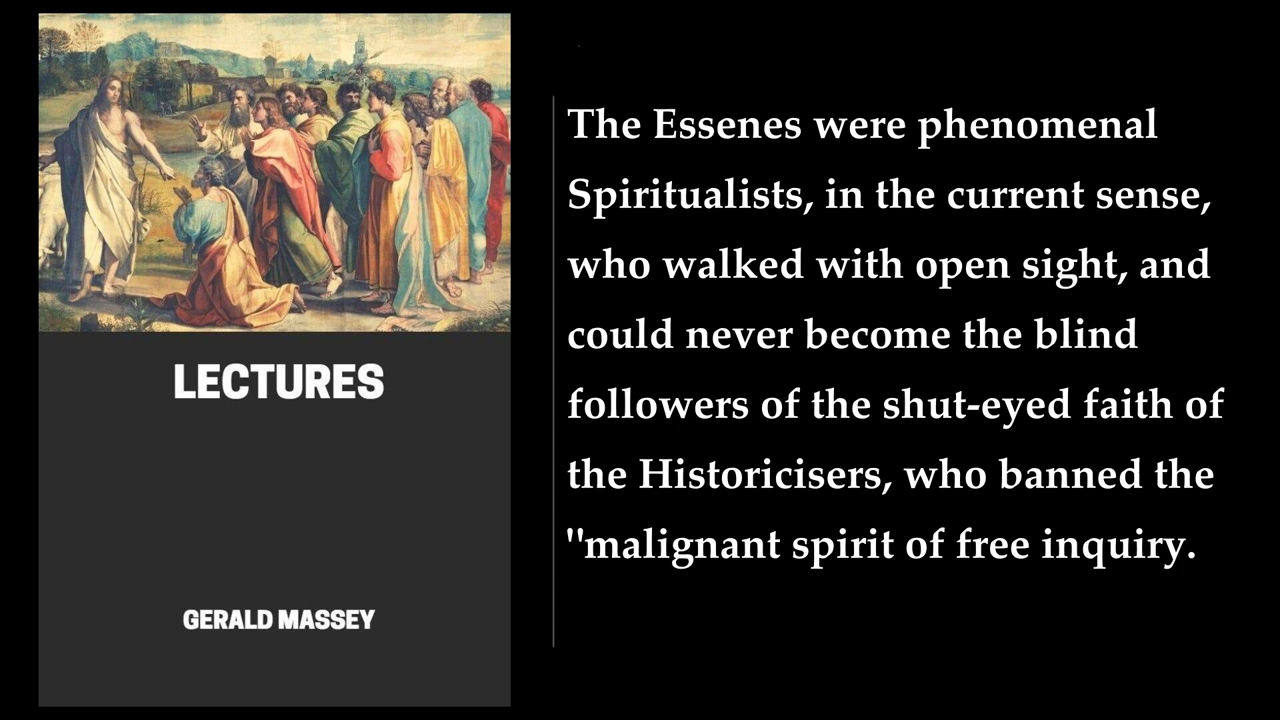 LECTURES
GERALD MASSEY
The Essenes were phenomenal
Spiritualists, in the current sense,
who walked with open sight, and
could never become the blind
followers of the shut-eyed faith of
the Historicisers, who banned the
"malignant spirit of free inquiry.